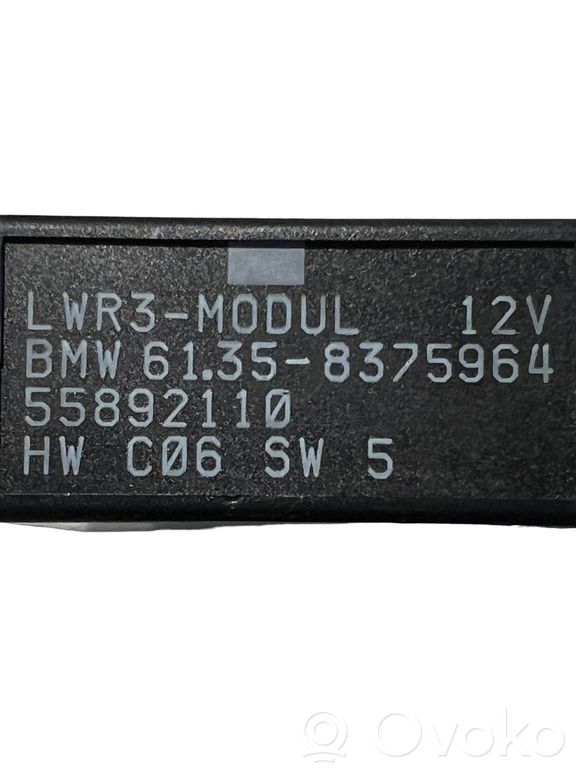 LWR3-MODUL 12V
BMW 61.35-8375964
55892110
HW C06 SW 5
Ovoko